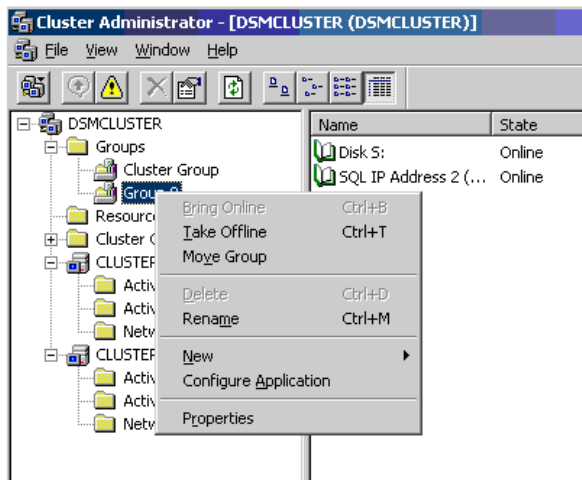 Cluster Administrator - [DSMCLUSTER (DSMCLUSTER)]
File View Window Help
DSMCLUSTER
Groups
Cluster Group
Resourc
Cluster
CLUSTER
Activ
Activ
Netw
CLUSTER
Activ
Activ
Netw
Name State
Disk S: Online
SQL IP Address 2 (... Online
Bring Online Ctrl+B
Take Offline Ctrl+T
Move Group
Delete Ctrl+D
Rename Ctrl+M
New
Configure Application
Properties